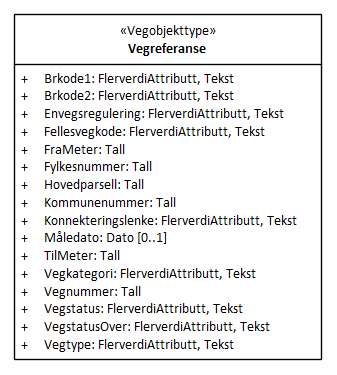 «Vegobjekttype»
Vegreferanse
+ Brkode1: FlerverdiAttributt, Tekst
+ Brkode2: FlerverdiAttributt, Tekst
+ Envegsregulering: FlerverdiAttributt, Tekst
+ Fellesvegkode: FlerverdiAttributt, Tekst
+ FraMeter: Tall
+ Fylkesnummer: Tall
+ Hovedparsell: Tall
+ Kommunenummer: Tall
+ Konnekteringslenke: FlerverdiAttributt, Tekst
+ Måledato: Dato [0..1]
+ TilMeter: Tall
+ Vegkategori: FlerverdiAttributt, Tekst
+ Vegnummer: Tall
+ Vegstatus: FlerverdiAttributt, Tekst
+ VegstatusOver: FlerverdiAttributt, Tekst
+ Vegtype: FlerverdiAttributt, Tekst